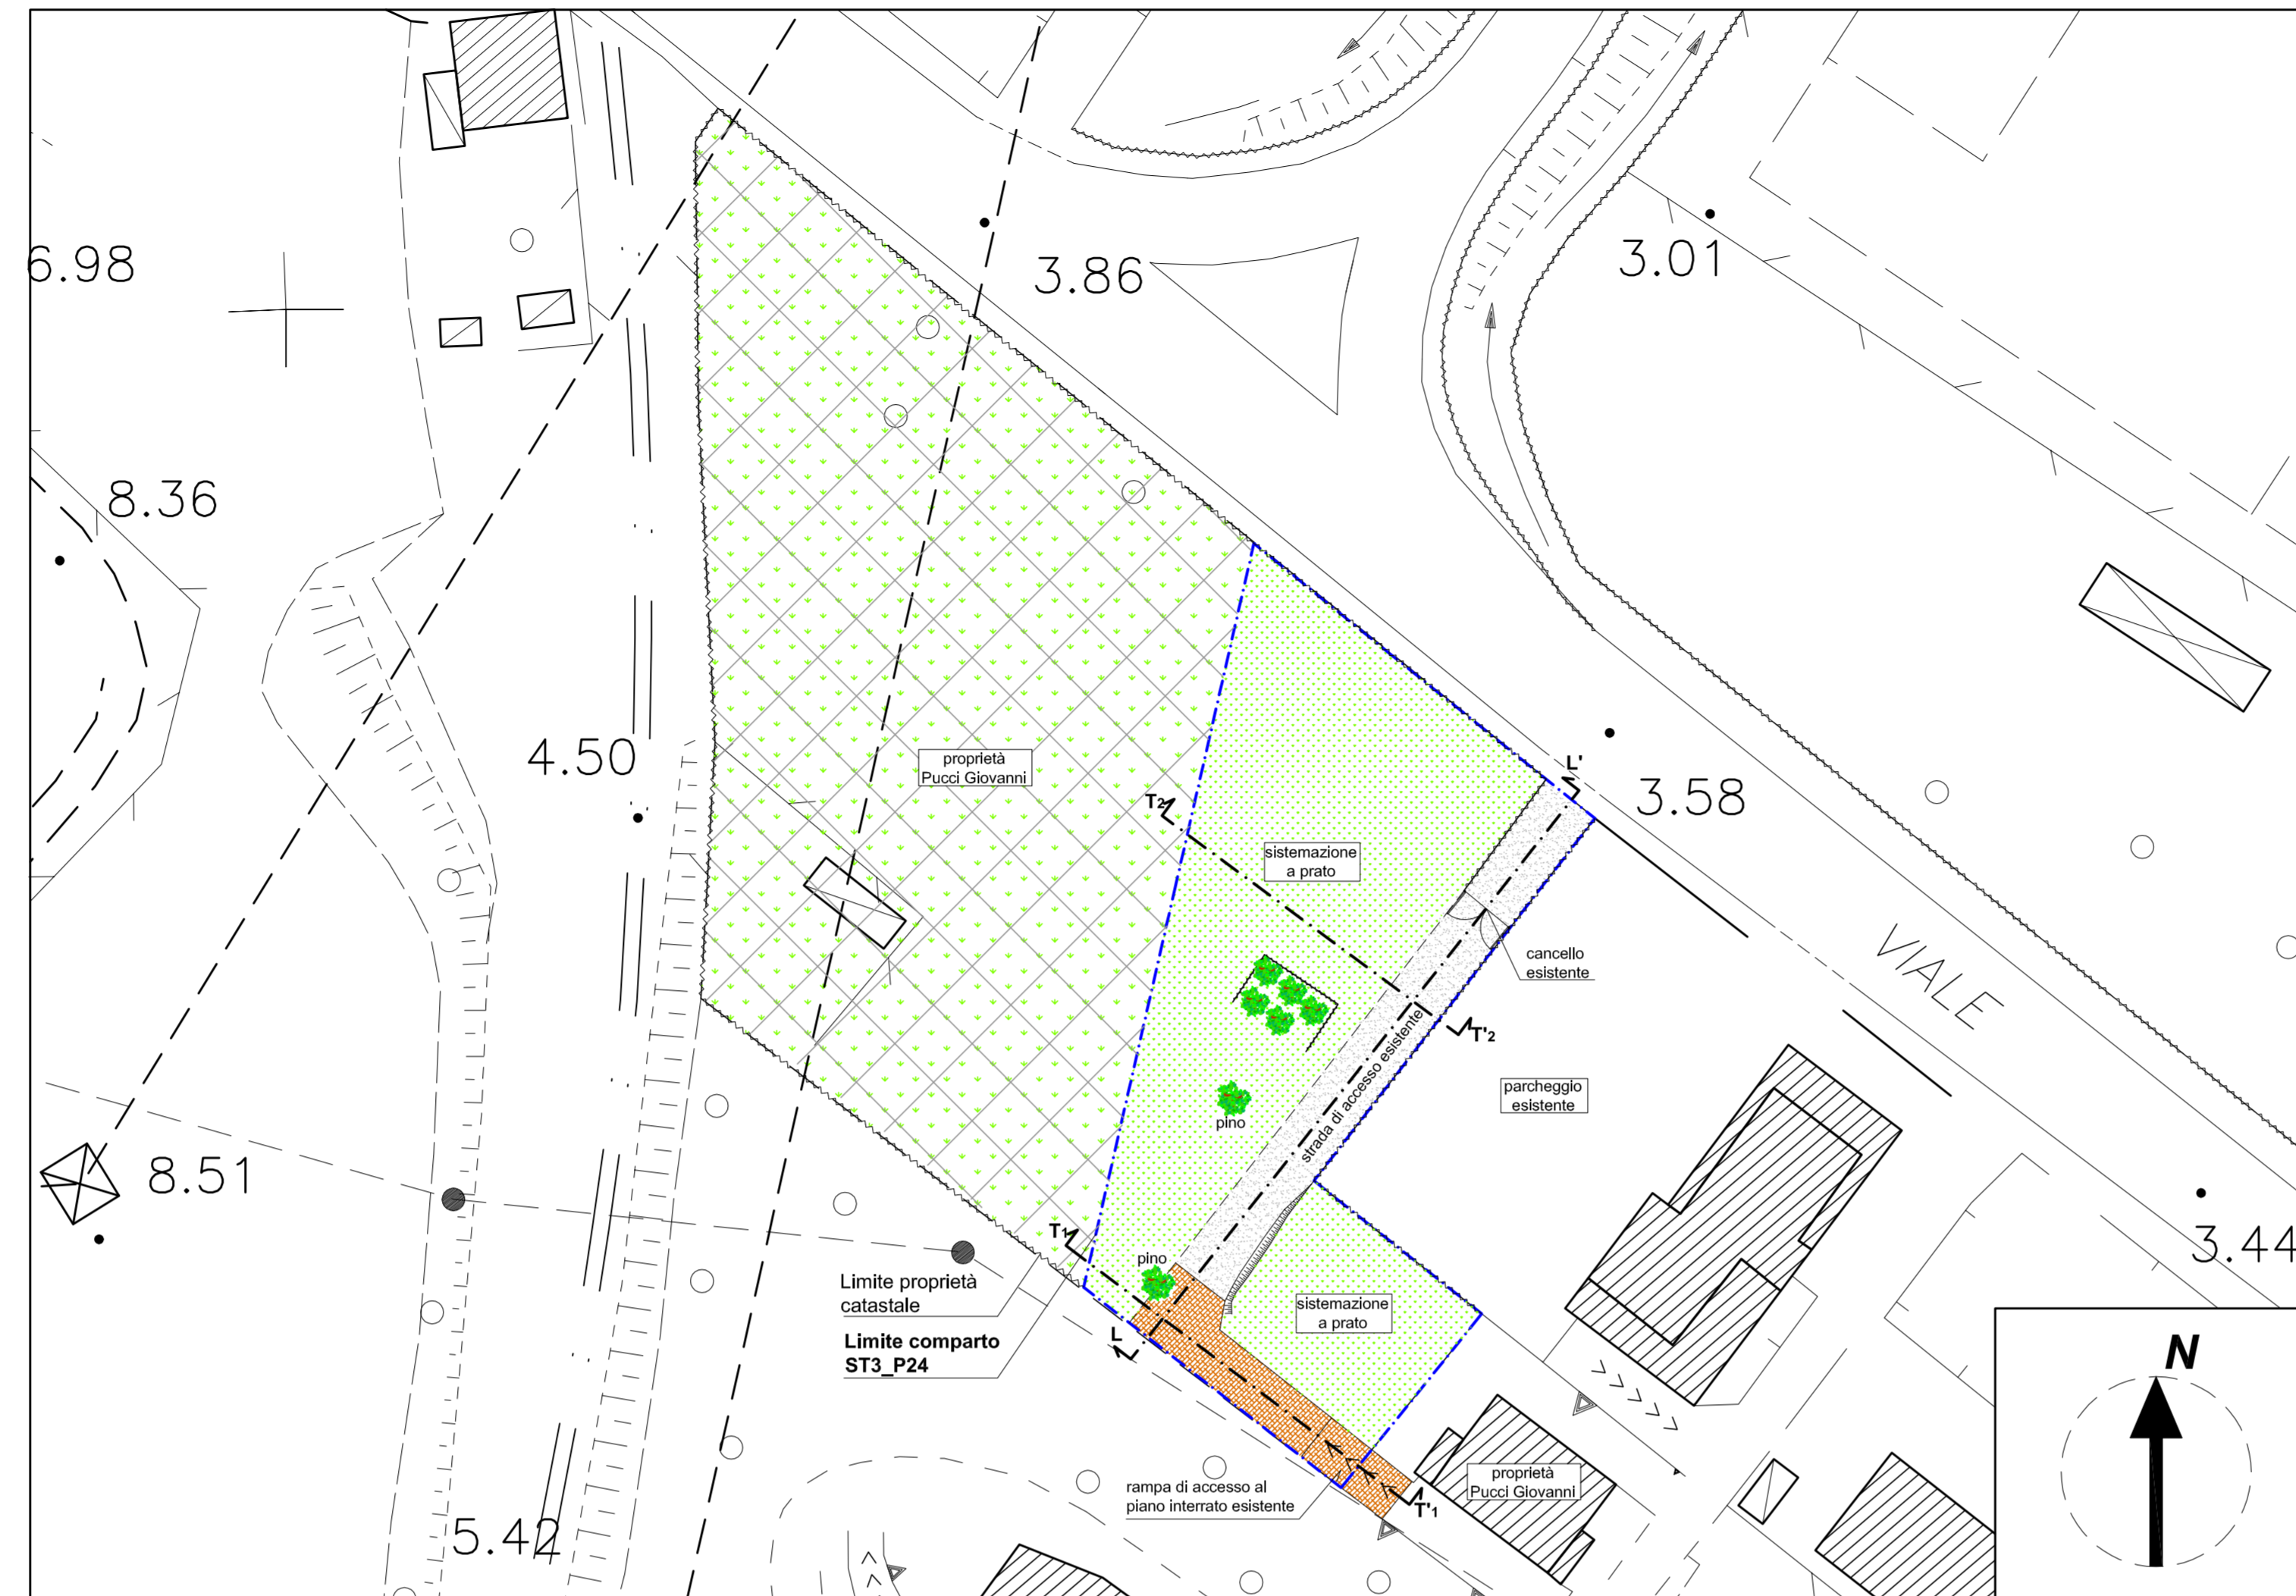 6.98
3.86
3.01
8.36
4.50
proprietà
Pucci Giovanni
L'
3.58
T2
sistemazione
a prato
cancello
esistente
VIALE
T'2
strada di accesso esistente
parcheggio
esistente
pino
8.51
T1
pino
3.44
Limite proprietà
catastale
sistemazione
a prato
Limite comparto
ST3_P24
L
N
rampa di accesso al
piano interrato esistente
proprietà
Pucci Giovanni
T'1
5.42